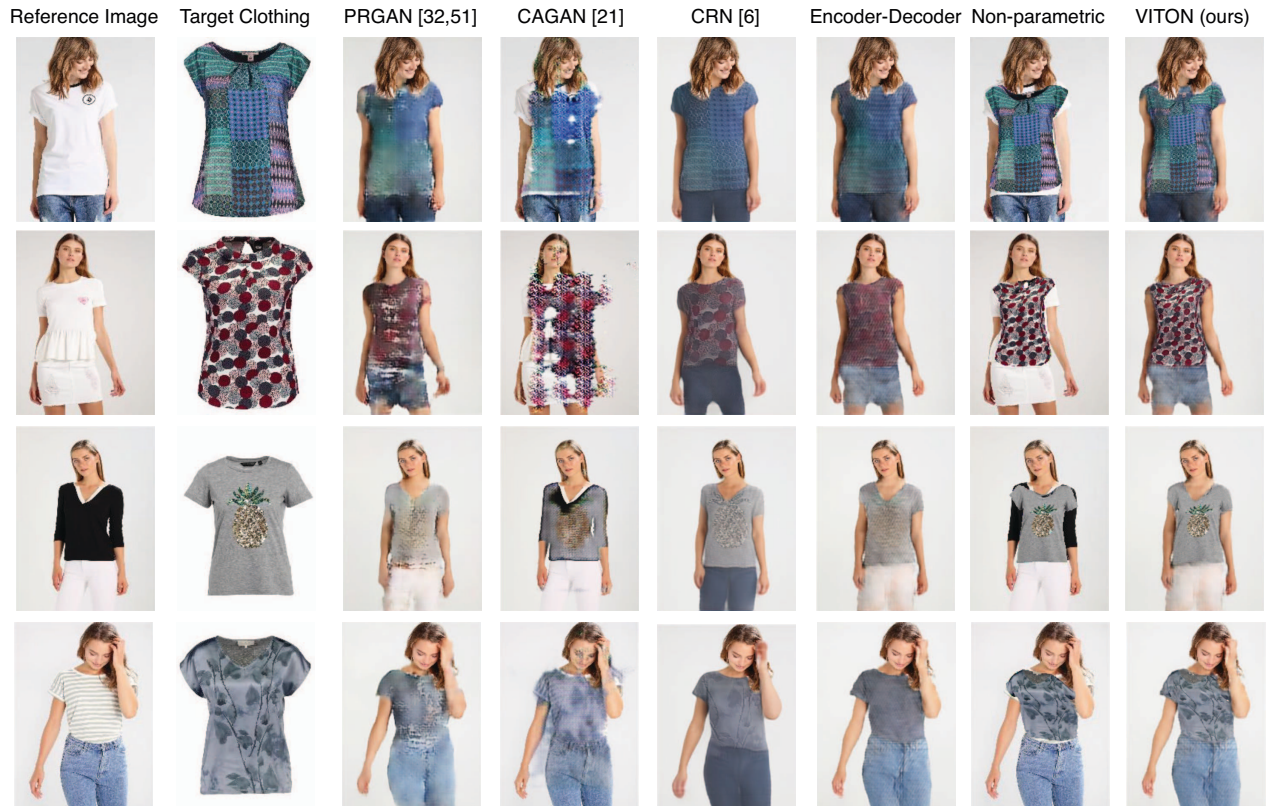 Reference Image Target Clothing PRGAN [32,51] CAGAN [21] CRN [6] Encoder-Decoder Non-parametric VITON (ours)